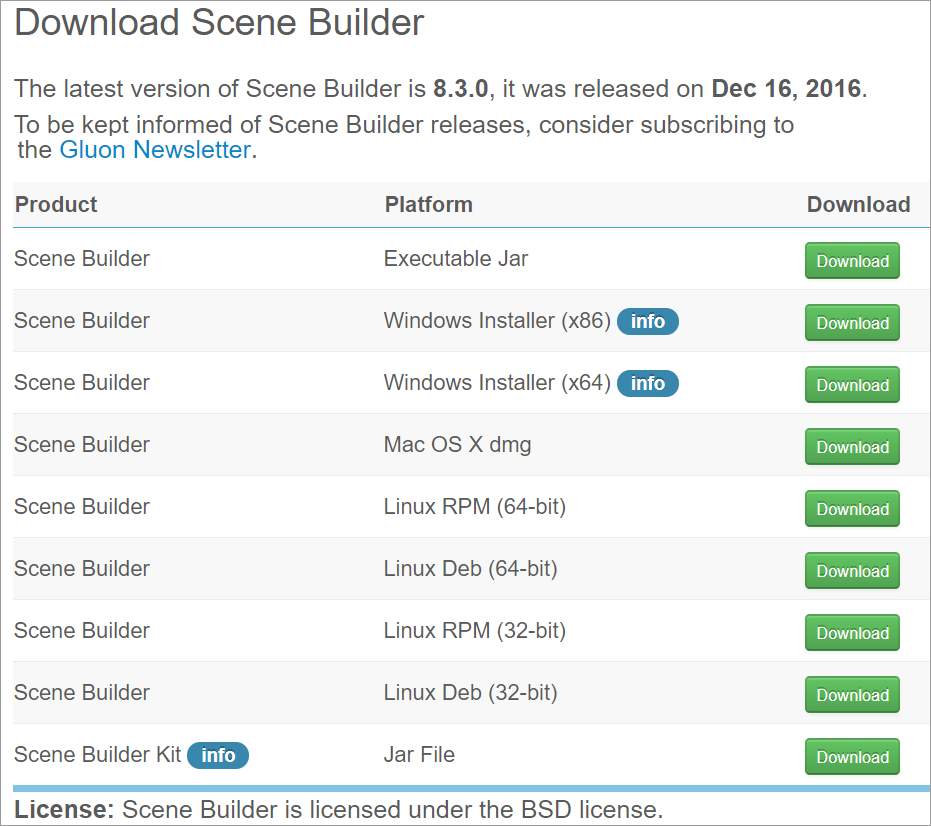 Download Scene Builder
The latest version of Scene Builder is 8.3.0, it was released on Dec 16, 2016.
To be kept informed of Scene Builder releases, consider subscribing to
the Gluon Newsletter.
Product Platform Download
Scene Builder Executable Jar Download
Scene Builder Windows Installer (x86) info Download
Scene Builder Windows Installer (x64) info Download
Scene Builder Mac OS X dmg Download
Scene Builder Linux RPM (64-bit) Download
Scene Builder Linux Deb (64-bit) Download
Scene Builder Linux RPM (32-bit) Download
Scene Builder Linux Deb (32-bit) Download
Scene Builder Kit info Jar File Download
License: Scene Builder is licensed under the BSD license.